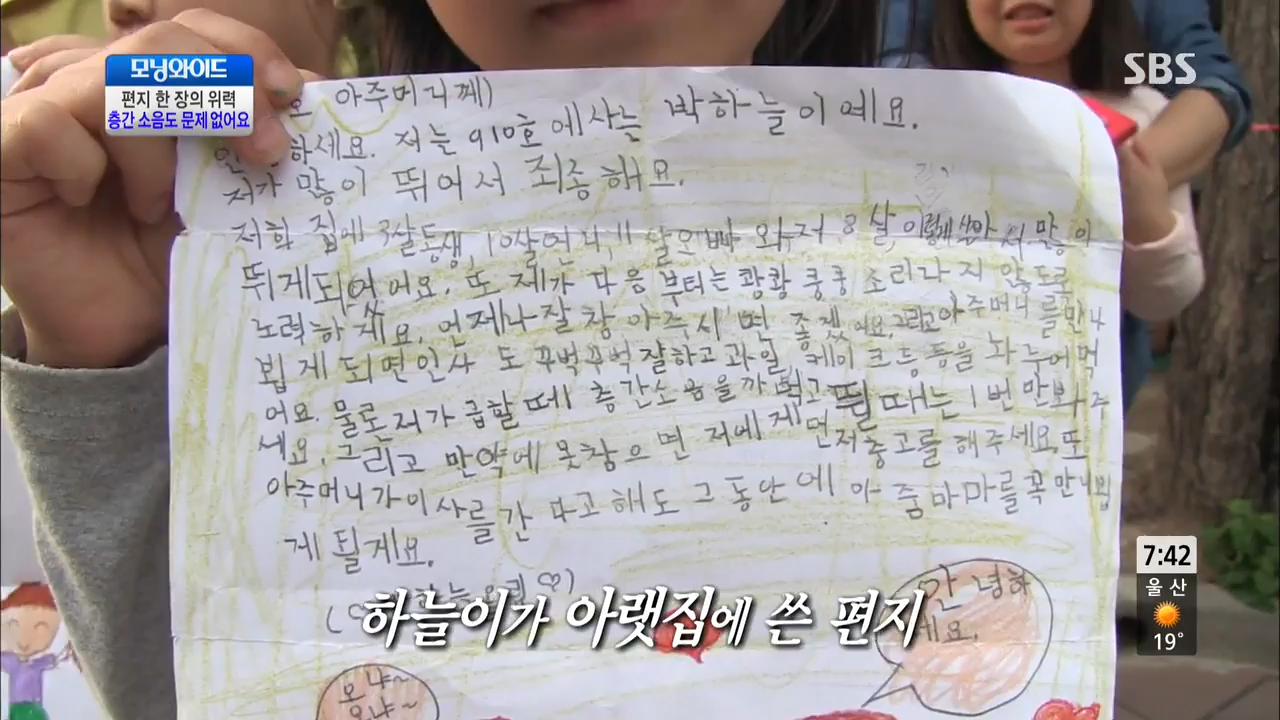 모닝와이드
편지 한 장의 위력
층간 소음도 문제 없어요
SBS
아주머니께)
하세요. 저는 910호에사는 박하늘이예요.
저가 많이 뛰어서 죄송해요.
저희 집에 3살동생, 10살언니, 11살오빠 와저 8살, 이렇게 많이
뛰게되었어요. 또 제가 다음부터는 쾅쾅 쿵쿵 소리나지 않도록
노력하게요. 언제나잘 참아주시면 좋겠어요. 그리고 아주머니를만나
뵙게 되면인사도 꾸벅꾸벅 잘하고 과일, 케이크등등을 놔두어먹
어요. 물론저가 급할떼 층간소음을까먹고 뛸때는 1번만봐주
세요. 그리고 만약에 못참으면 저에게 먼저충고를 해주세요. 또
아주머니가이사를간다고해도 그동안에 아줌마마를꼭만나뵙
게 될게요.
하늘이가 아랫집에 쓴 편지
안녕하
세요.
오냐~
오냐~
7:42
울산
19°